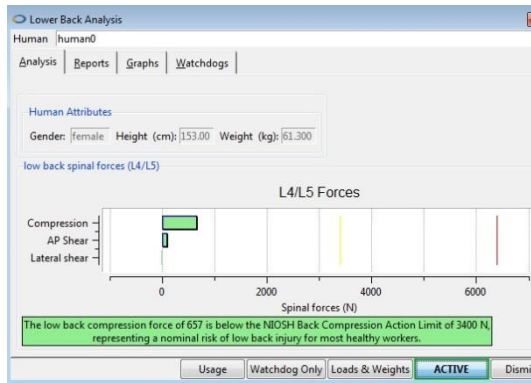 Lower Back Analysis
Human human0
Analysis Reports Graphs Watchdogs
Human Attributes
Gender: female Height (cm): 153.00 Weight (kg): 61.300
low back spinal forces (L4/L5)
L4/L5 Forces
Compression
AP Shear
Lateral shear
0 2000 4000 6000
Spinal forces (N)
The low back compression force of 657 is below the NIOSH Back Compression Action Limit of 3400 N,
representing a nominal risk of low back injury for most healthy workers.
Usage Watchdog Only Loads & Weights ACTIVE Dismi